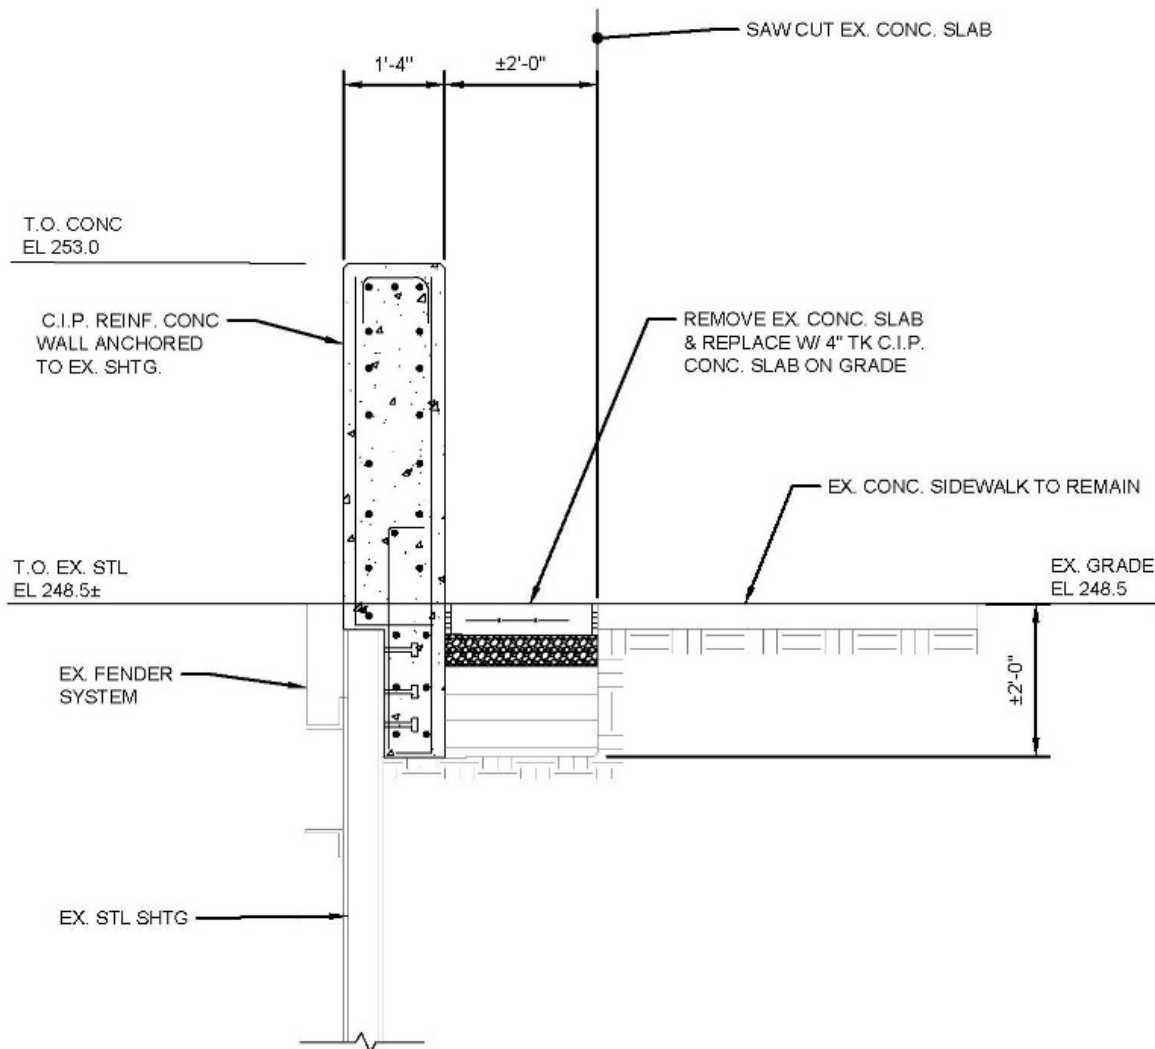 SAW CUT EX. CONC. SLAB
1'-4"
±2'-0"
T.O. CONC
EL 253.0
C.I.P. REINF. CONC
WALL ANCHORED
TO EX. SHTG.
REMOVE EX. CONC. SLAB
& REPLACE W/ 4" TK C.I.P.
CONC. SLAB ON GRADE
EX. CONC. SIDEWALK TO REMAIN
T.O. EX. STL
EL 248.5±
EX. GRADE
EL 248.5
EX. FENDER
SYSTEM
±2'-0"
EX. STL SHTG